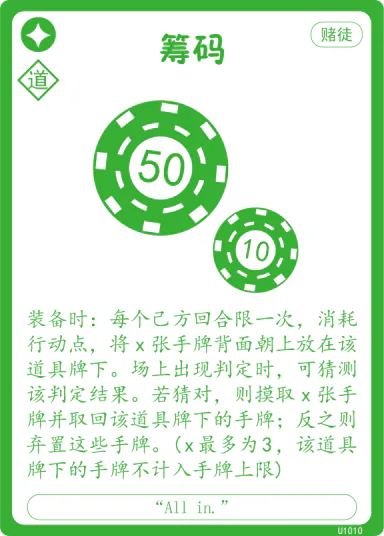 筹码
赌徒
道
50
10
装备时：每个己方回合限一次，消耗
行动点，将 x 张手牌背面朝上放在该
道具牌下。场上出现判定时，可猜测
该判定结果。若猜对，则摸取 x 张手
牌并取回该道具牌下的手牌；反之则
弃置这些手牌。（x 最多为 3，该道具
牌下的手牌不计入手牌上限）
“All in.”
U1010